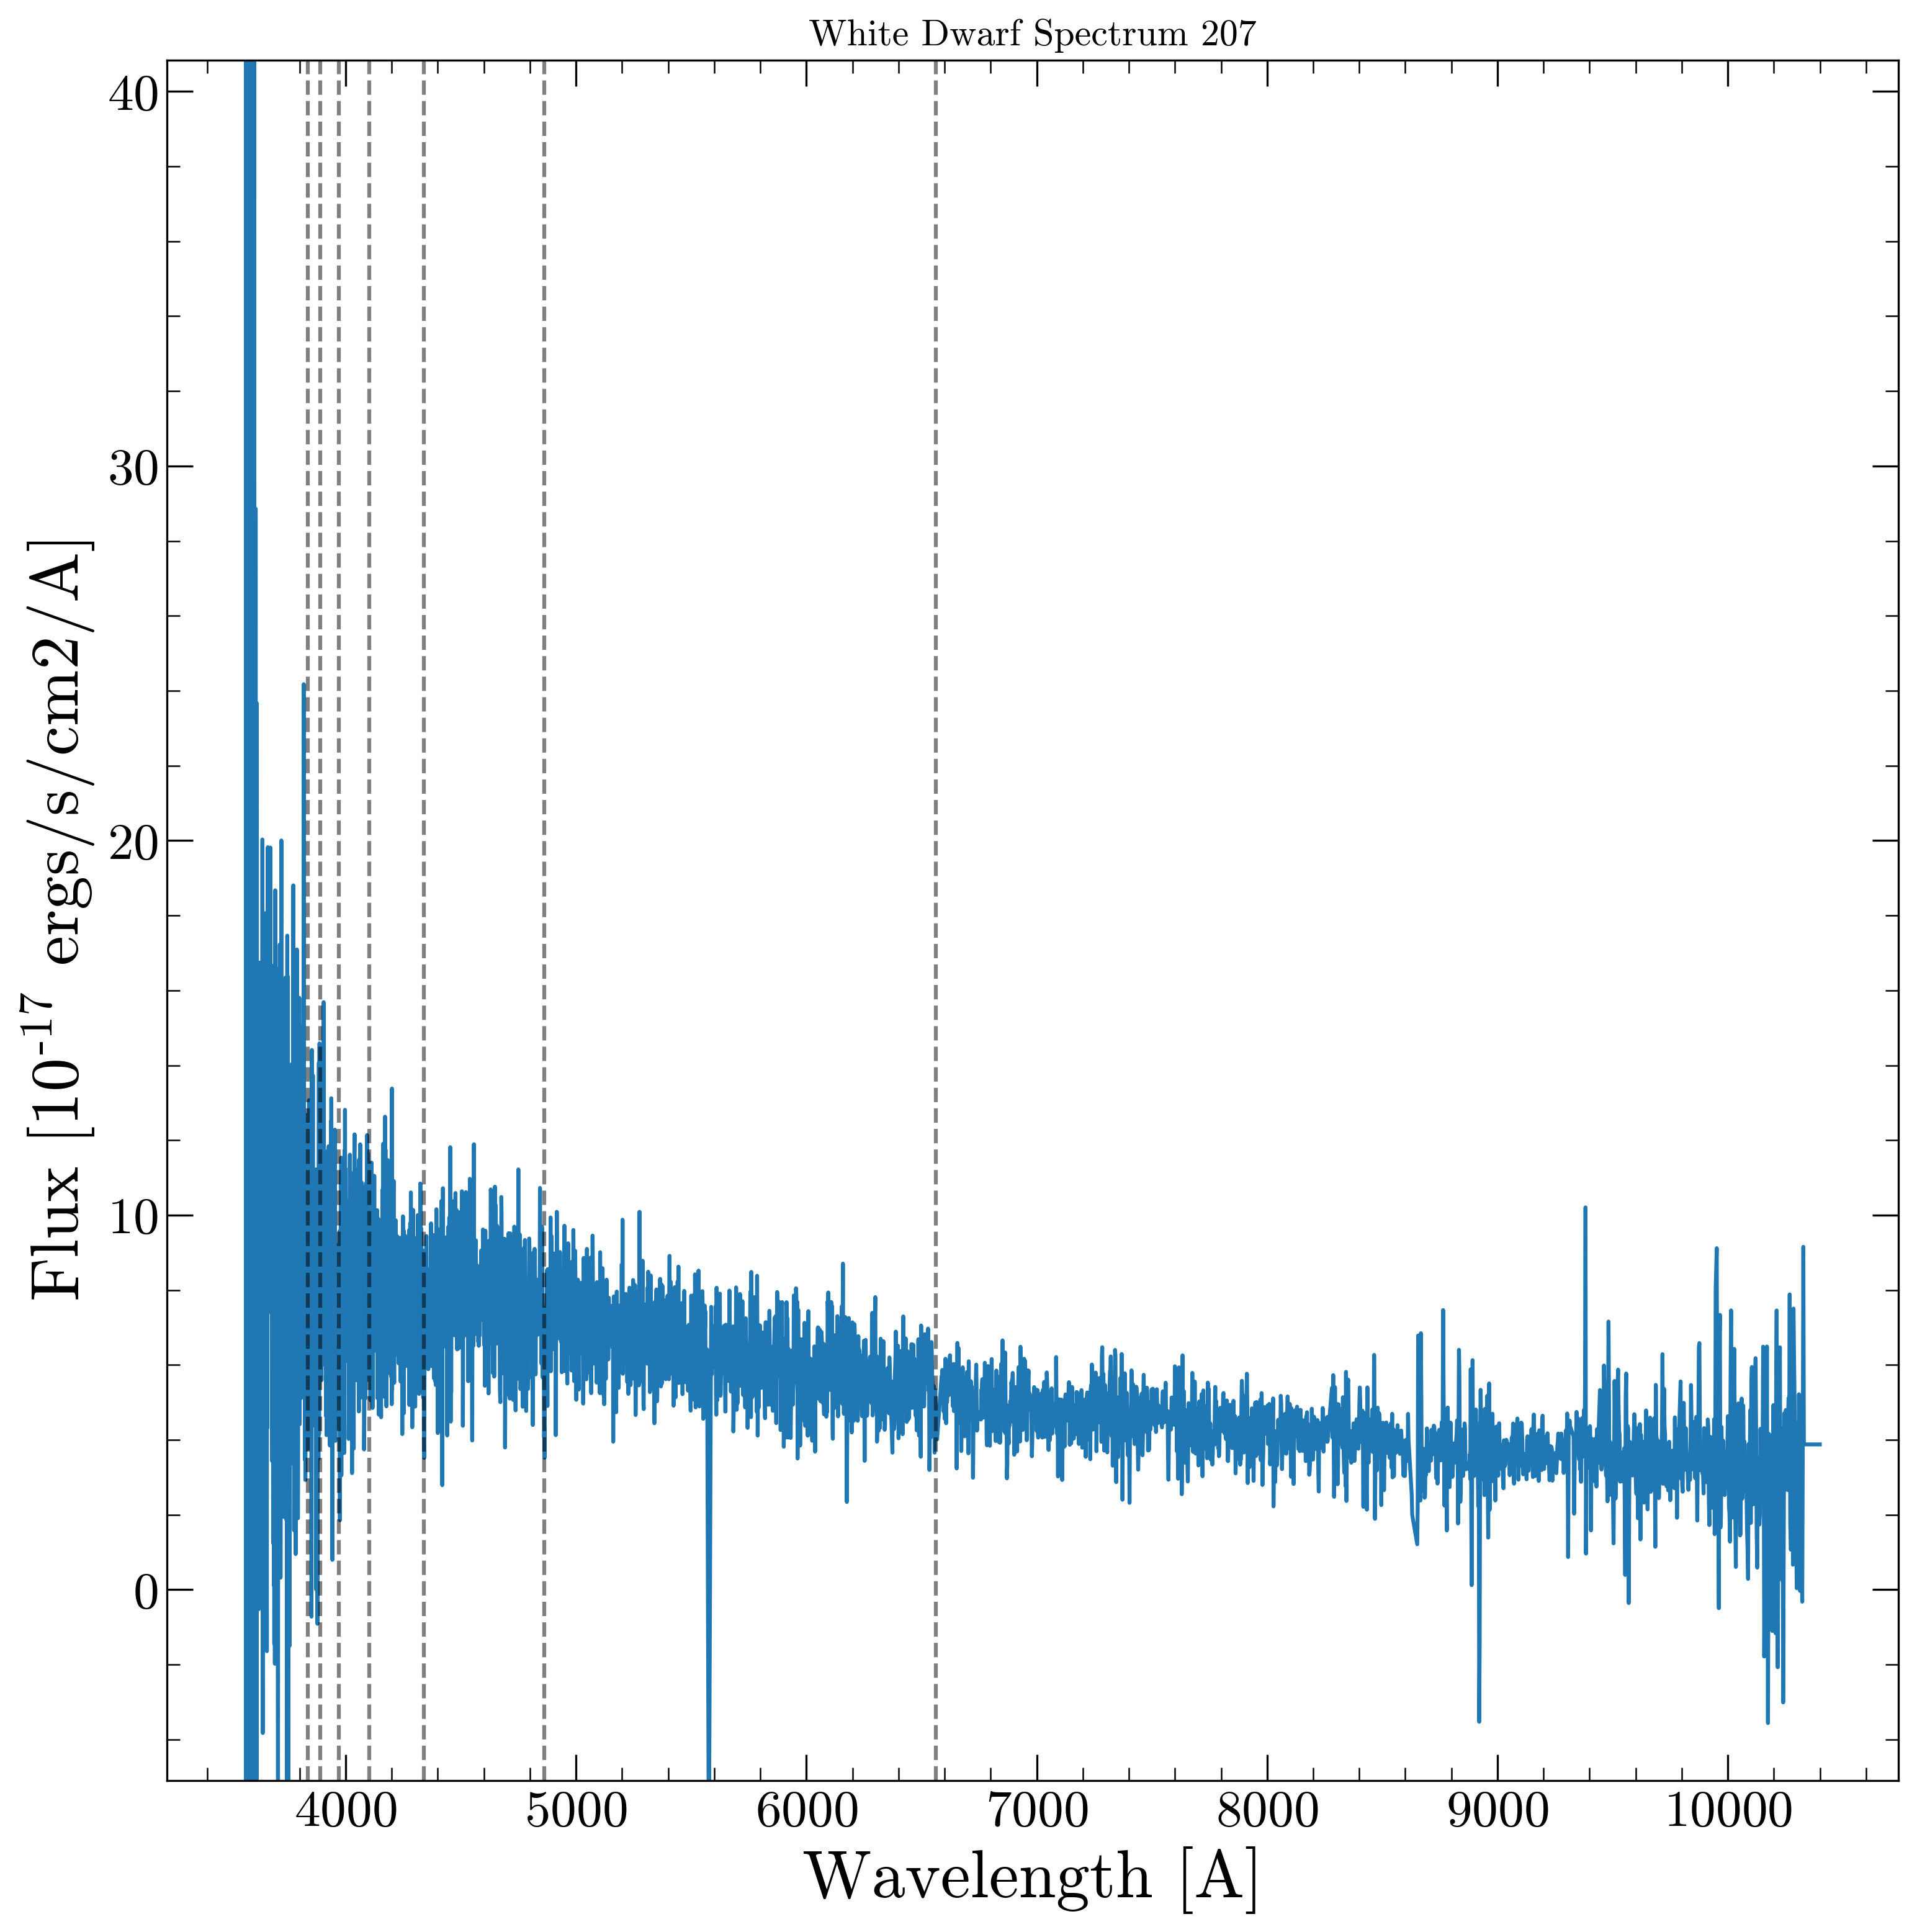 White Dwarf Spectrum 207
40
30
20
10
0
Flux [10-17 ergs/s/cm2/A]
4000 5000 6000 7000 8000 9000 10000
Wavelength [A]